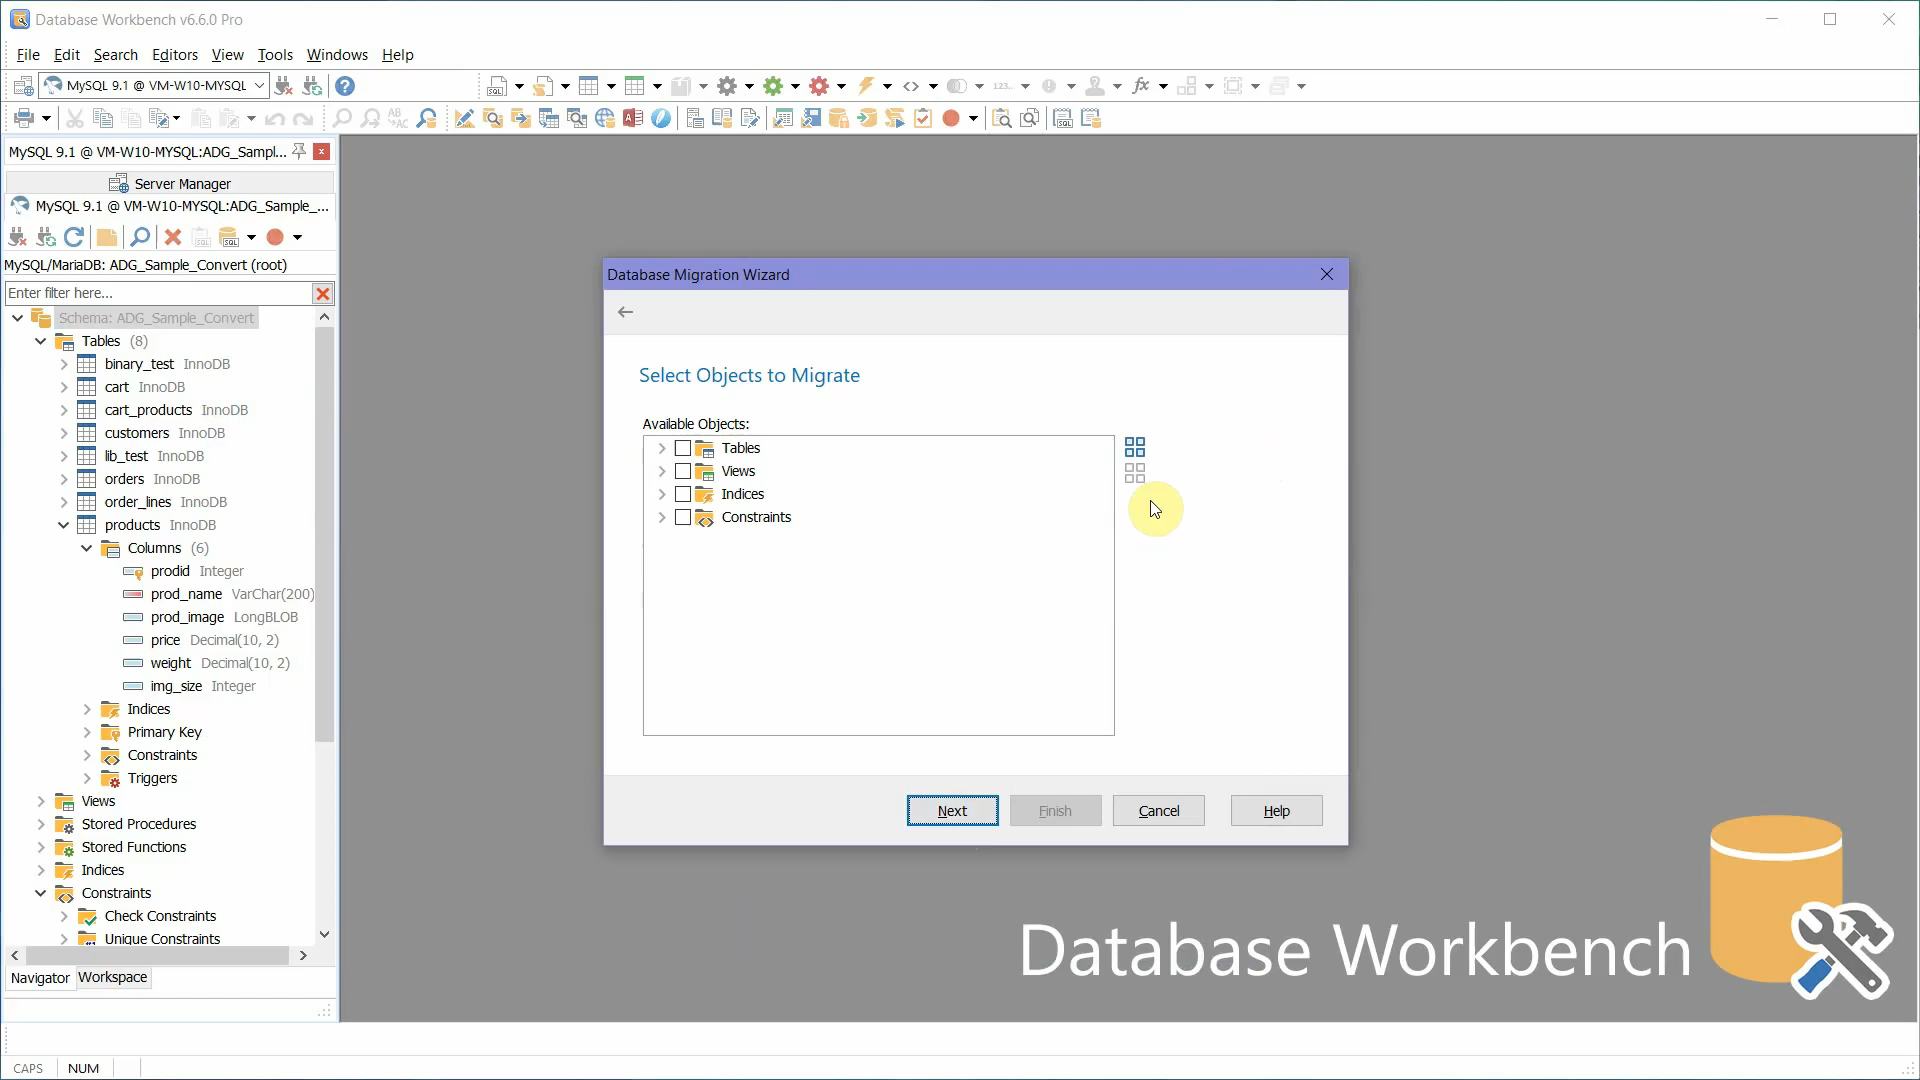 Database Workbench v6.6.0 Pro
File Edit Search Editors View Tools Windows Help
MySQL 9.1 @ VM-W10-MYSQL
MySQL 9.1 @ VM-W10-MYSQL:ADG_Sampl...
Server Manager
MySQL 9.1 @ VM-W10-MYSQL:ADG_Sample_...
MySQL/MariaDB: ADG_Sample_Convert (root)
Enter filter here...
Schema: ADG_Sample_Convert
Tables (8)
binary_test InnoDB
cart InnoDB
cart_products InnoDB
customers InnoDB
lib_test InnoDB
orders InnoDB
order_lines InnoDB
products InnoDB
Columns (6)
prodid Integer
prod_name VarChar(200)
prod_image LongBLOB
price Decimal(10, 2)
weight Decimal(10, 2)
img_size Integer
Indices
Primary Key
Constraints
Triggers
Views
Stored Procedures
Stored Functions
Indices
Constraints
Check Constraints
Unique Constraints
Navigator Workspace
Database Migration Wizard
Select Objects to Migrate
Available Objects:
Tables
Views
Indices
Constraints
Next Finish Cancel Help
Database Workbench
CAPS NUM